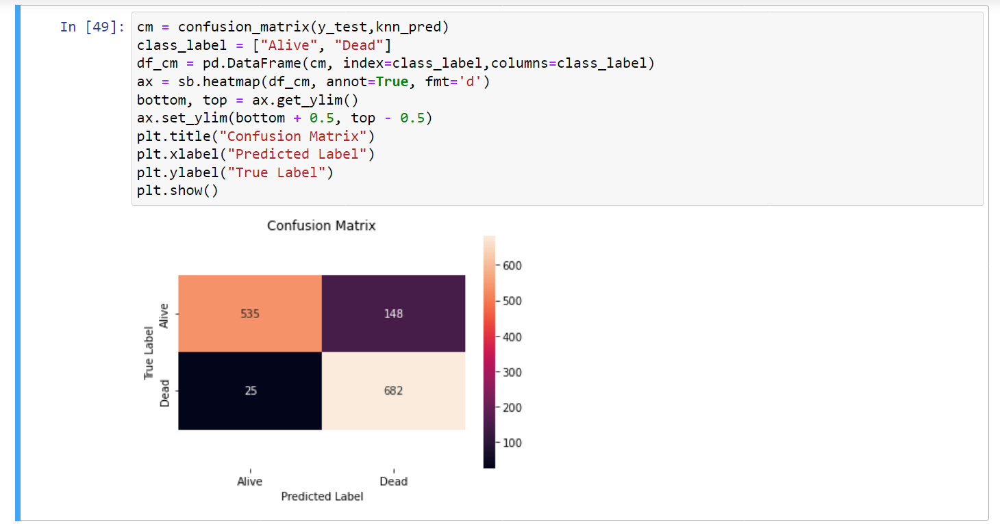 In [49]:
cm = confusion_matrix(y_test,knn_pred)
class_label = ["Alive", "Dead"]
df_cm = pd.DataFrame(cm, index=class_label,columns=class_label)
ax = sb.heatmap(df_cm, annot=True, fmt='d')
bottom, top = ax.get_ylim()
ax.set_ylim(bottom + 0.5, top - 0.5)
plt.title("Confusion Matrix")
plt.xlabel("Predicted Label")
plt.ylabel("True Label")
plt.show()
Confusion Matrix
True Label
Alive
Dead
535
148
25
682
600
500
400
300
200
100
Alive
Dead
Predicted Label